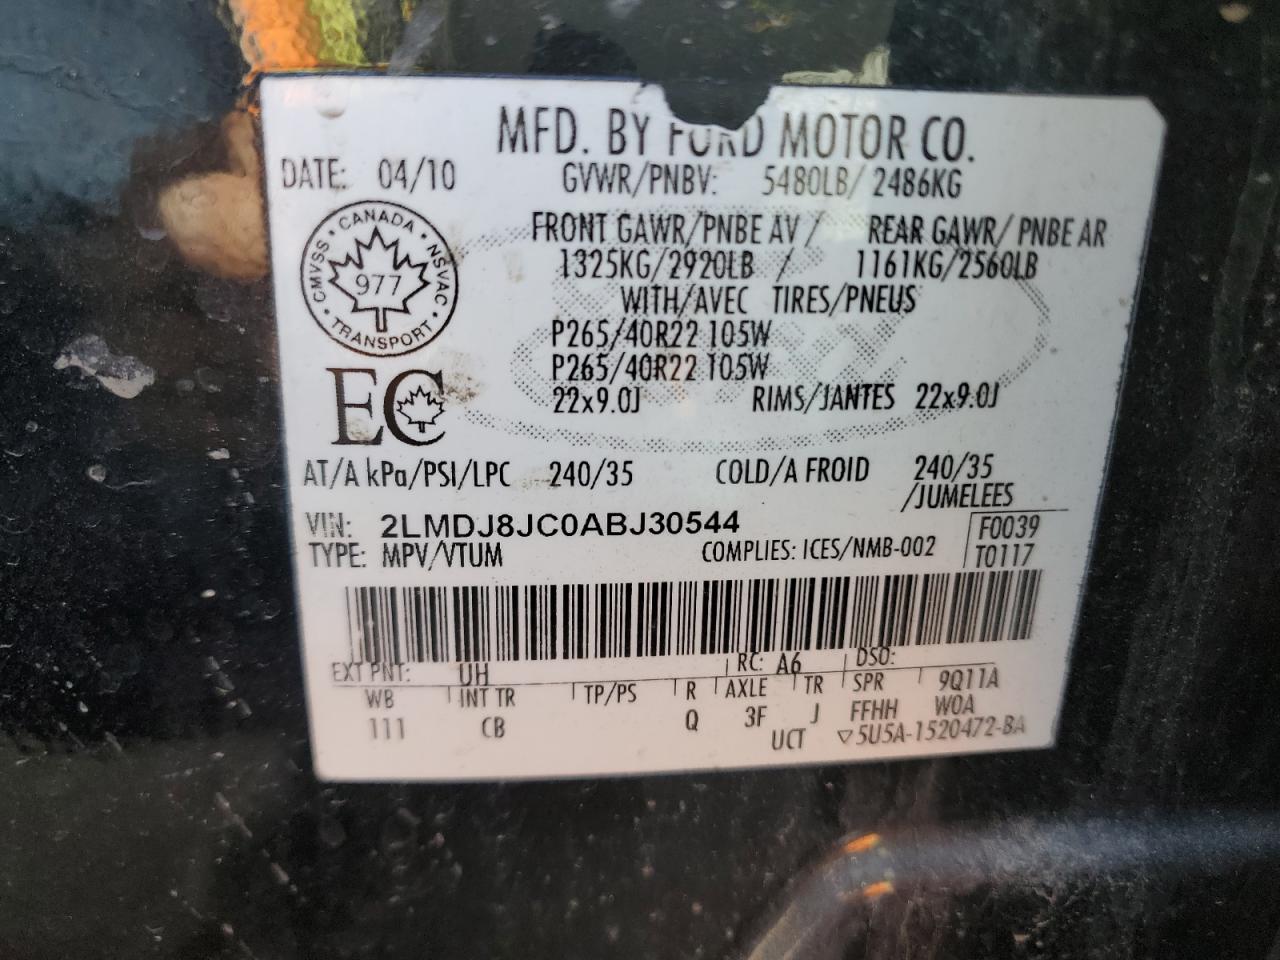 MFD. BY FORD MOTOR CO.
DATE: 04/10 GVWR/PNBV: 5480LB/ 2486KG
CMVSS · CANADA · NSVAC · TRANSPORT ·
977
FRONT GAWR/PNBE AV / REAR GAWR/ PNBE AR
1325KG/2920LB / 1161KG/2560LB
WITH/AVEC TIRES/PNEUS
P265/40R22 105W
P265/40R22 105W
EC
22x9.0J RIMS/JANTES 22x9.0J
AT/A kPa/PSI/LPC 240/35 COLD/A FROID 240/35
/JUMELEES
VIN: 2LMDJ8JC0ABJ30544 F0039
TYPE: MPV/VTUM COMPLIES: ICES/NMB-002 T0117
EXT PNT: UH RC: A6 DSO:
WB INT TR TP/PS R AXLE TR SPR 9Q11A
111 CB Q 3F J FFHH WOA
UCT ▽5U5A-1520472-BA